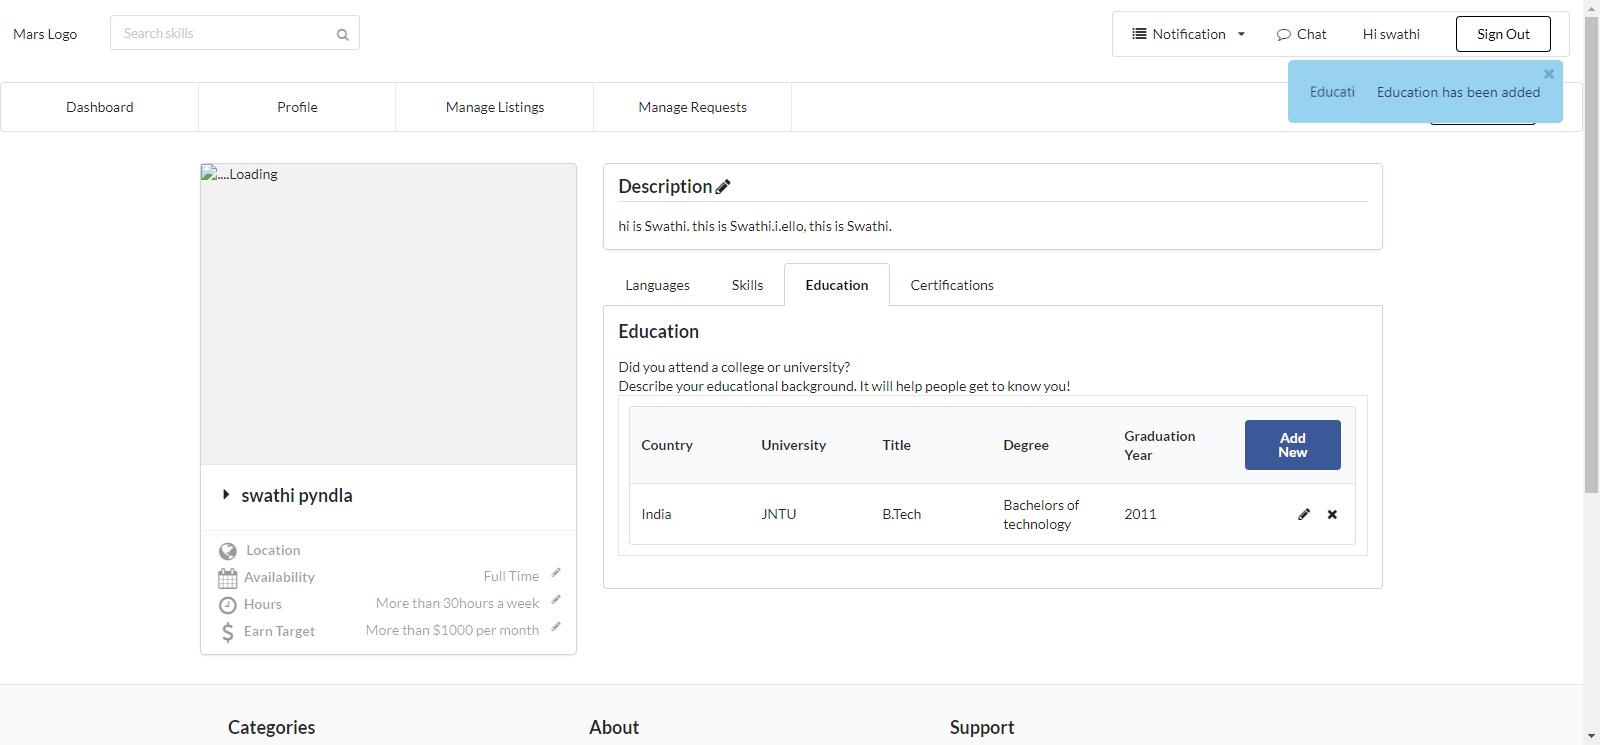 Mars Logo
Search skills
Notification
Chat
Hi swathi
Sign Out
Educati
Education has been added
Dashboard
Profile
Manage Listings
Manage Requests
....Loading
Description
hi is Swathi. this is Swathi.i.ello, this is Swathi.
Languages
Skills
Education
Certifications
Education
Did you attend a college or university?
Describe your educational background. It will help people get to know you!
Country
University
Title
Degree
Graduation
Year
Add
New
India
JNTU
B.Tech
Bachelors of
technology
2011
swathi pyndla
Location
Availability
Full Time
Hours
More than 30hours a week
Earn Target
More than $1000 per month
Categories
About
Support